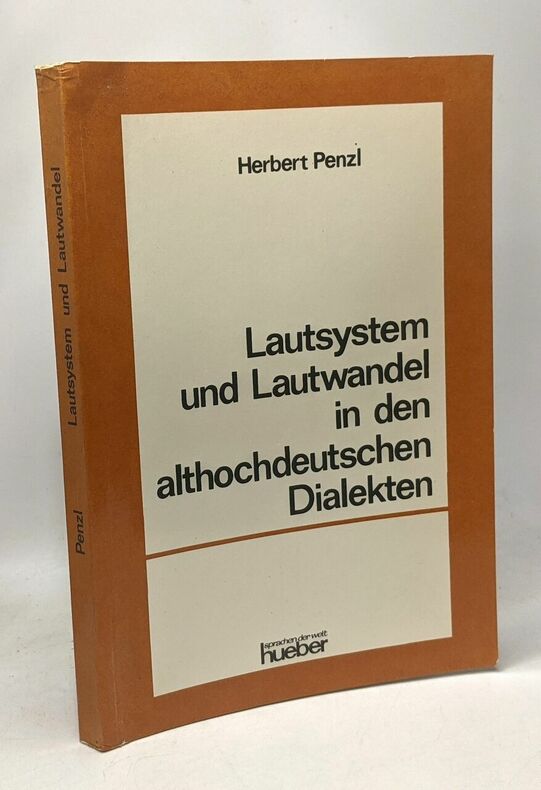 Herbert Penzl
Lautsystem
und Lautwandel
in den
althochdeutschen
Dialekten
sprachen der welt
hueber
Penzl Lautsystem und Lautwandel